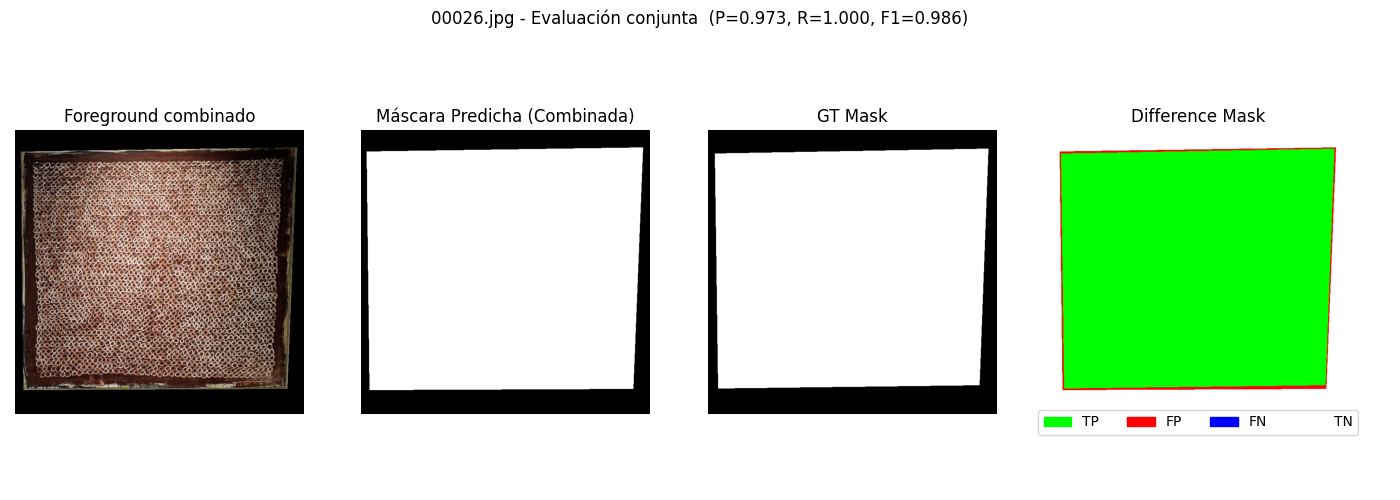 00026.jpg - Evaluación conjunta  (P=0.973, R=1.000, F1=0.986)
Foreground combinado
Máscara Predicha (Combinada)
GT Mask
Difference Mask
TP FP FN TN